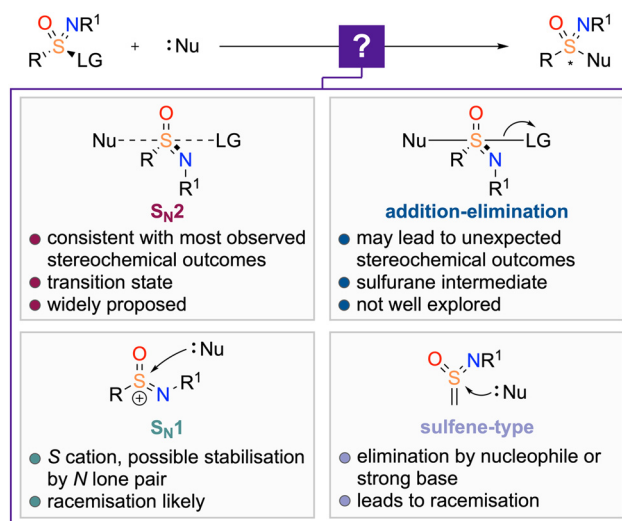 O NR¹
S
R LG
+ :Nu
?
O NR¹
S
R * Nu
O
Nu S LG
R N
R¹
SN2
consistent with most observed
stereochemical outcomes
transition state
widely proposed
O
Nu S LG
R N
R¹
addition-elimination
may lead to unexpected
stereochemical outcomes
sulfurane intermediate
not well explored
O :Nu
S R¹
R + N
SN1
S cation, possible stabilisation
by N lone pair
racemisation likely
O NR¹
S
:Nu
sulfene-type
elimination by nucleophile or
strong base
leads to racemisation